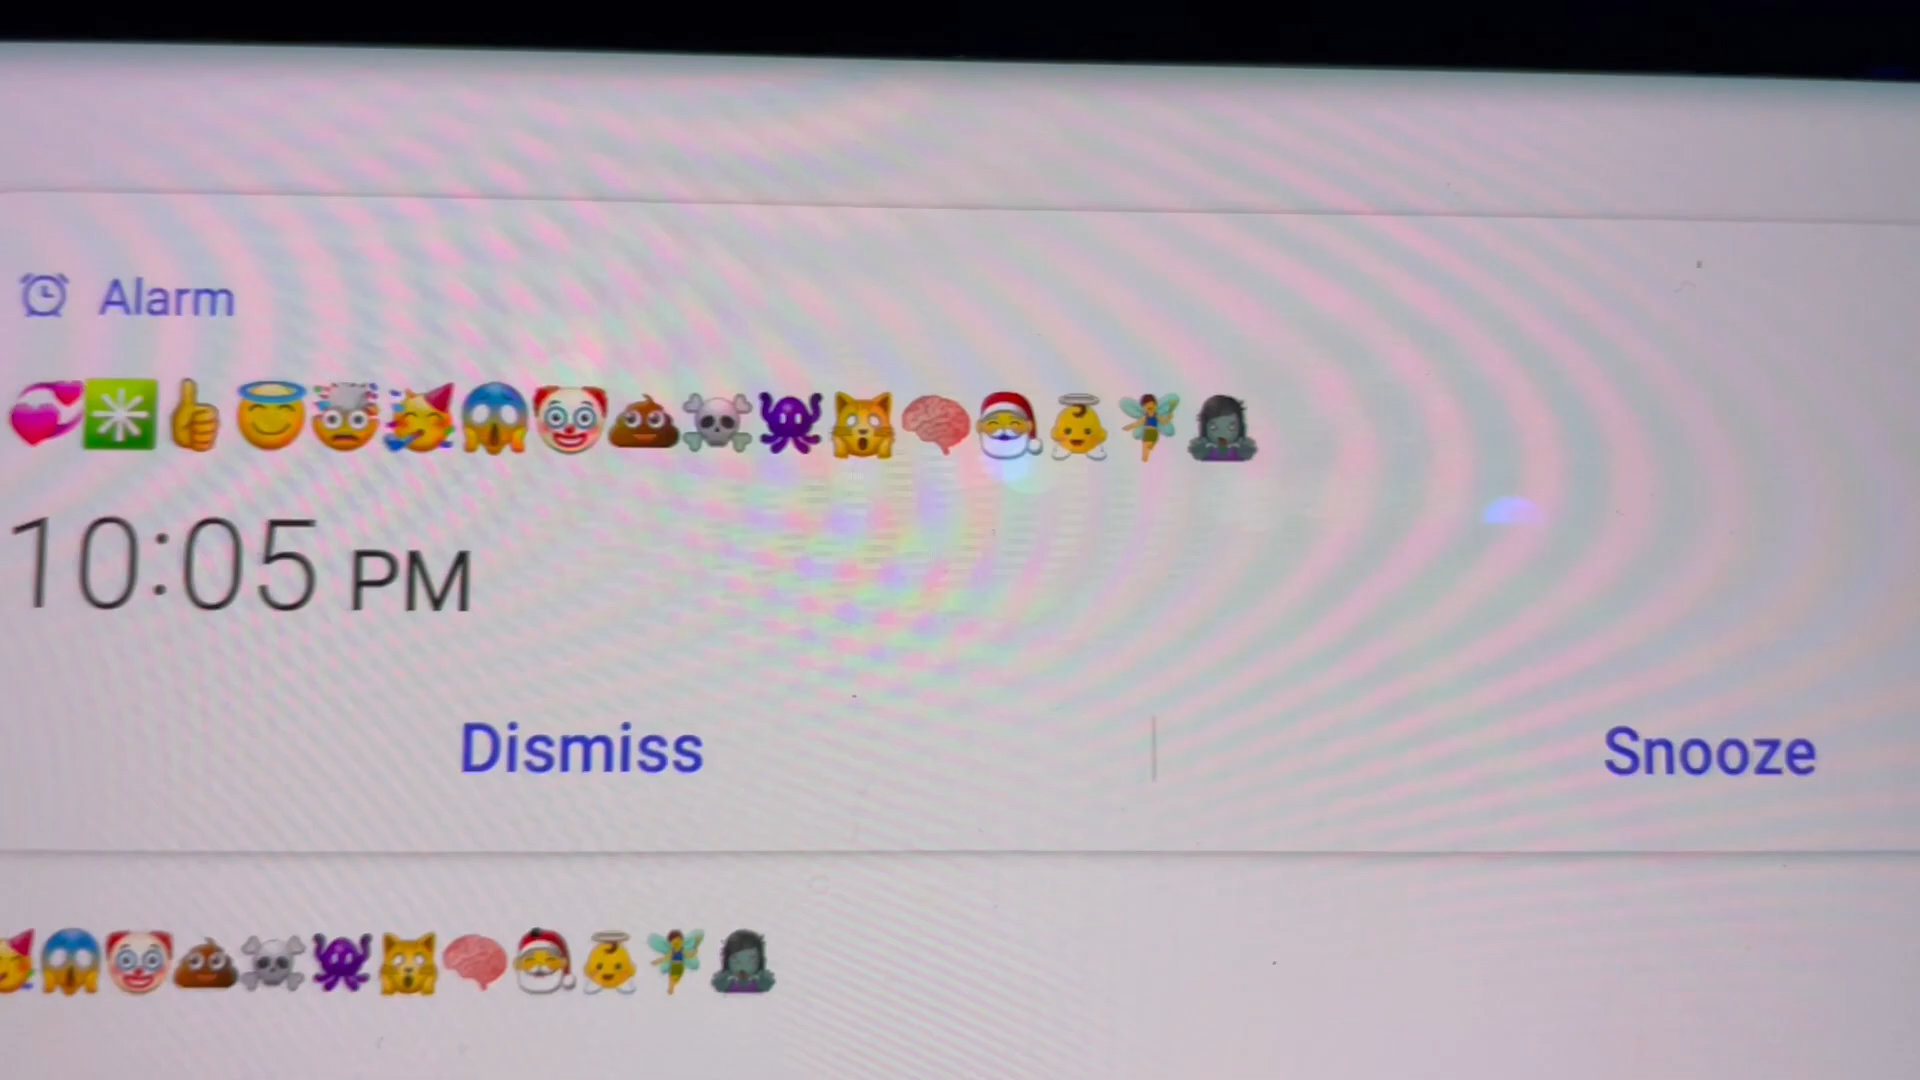 Alarm
💞✳️👍😇🤯🥳😱🤡💩☠️🐙🙀🧠🎅👼🧚🧟
10:05 PM
Dismiss
Snooze
🥳😱🤡💩☠️🐙🙀🧠🎅👼🧚🧟